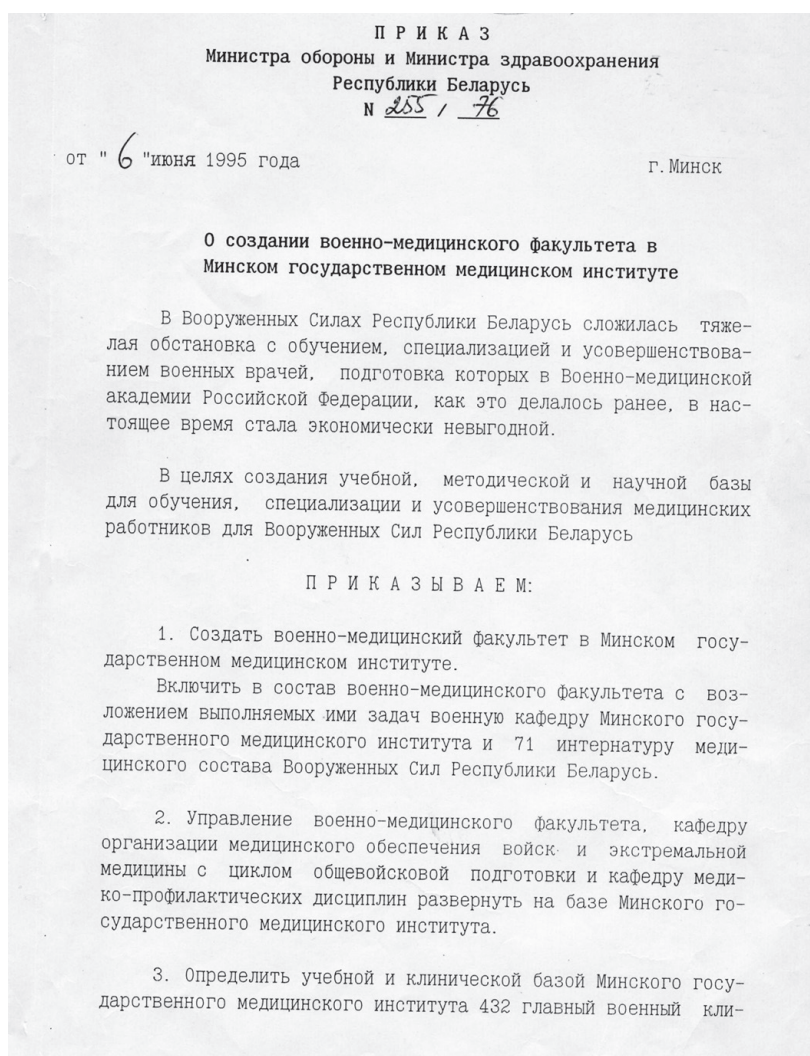 П Р И К А З
Министра обороны и Министра здравоохранения
Республики Беларусь
N 255 / 76
от " 6 "июня 1995 года г.Минск
О создании военно-медицинского факультета в
Минском государственном медицинском институте
В Вооруженных Силах Республики Беларусь сложилась тяже-
лая обстановка с обучением, специализацией и усовершенствова-
нием военных врачей, подготовка которых в Военно-медицинской
академии Российской Федерации, как это делалось ранее, в нас-
тоящее время стала экономически невыгодной.
В целях создания учебной, методической и научной базы
для обучения, специализации и усовершенствования медицинских
работников для Вооруженных Сил Республики Беларусь
П Р И К А З Ы В А Е М:
1. Создать военно-медицинский факультет в Минском госу-
дарственном медицинском институте.
Включить в состав военно-медицинского факультета с воз-
ложением выполняемых ими задач военную кафедру Минского госу-
дарственного медицинского института и 71 интернатуру меди-
цинского состава Вооруженных Сил Республики Беларусь.
2. Управление военно-медицинского факультета, кафедру
организации медицинского обеспечения войск и экстремальной
медицины с циклом общевойсковой подготовки и кафедру меди-
ко-профилактических дисциплин развернуть на базе Минского го-
сударственного медицинского института.
3. Определить учебной и клинической базой Минского госу-
дарственного медицинского института 432 главный военный кли-